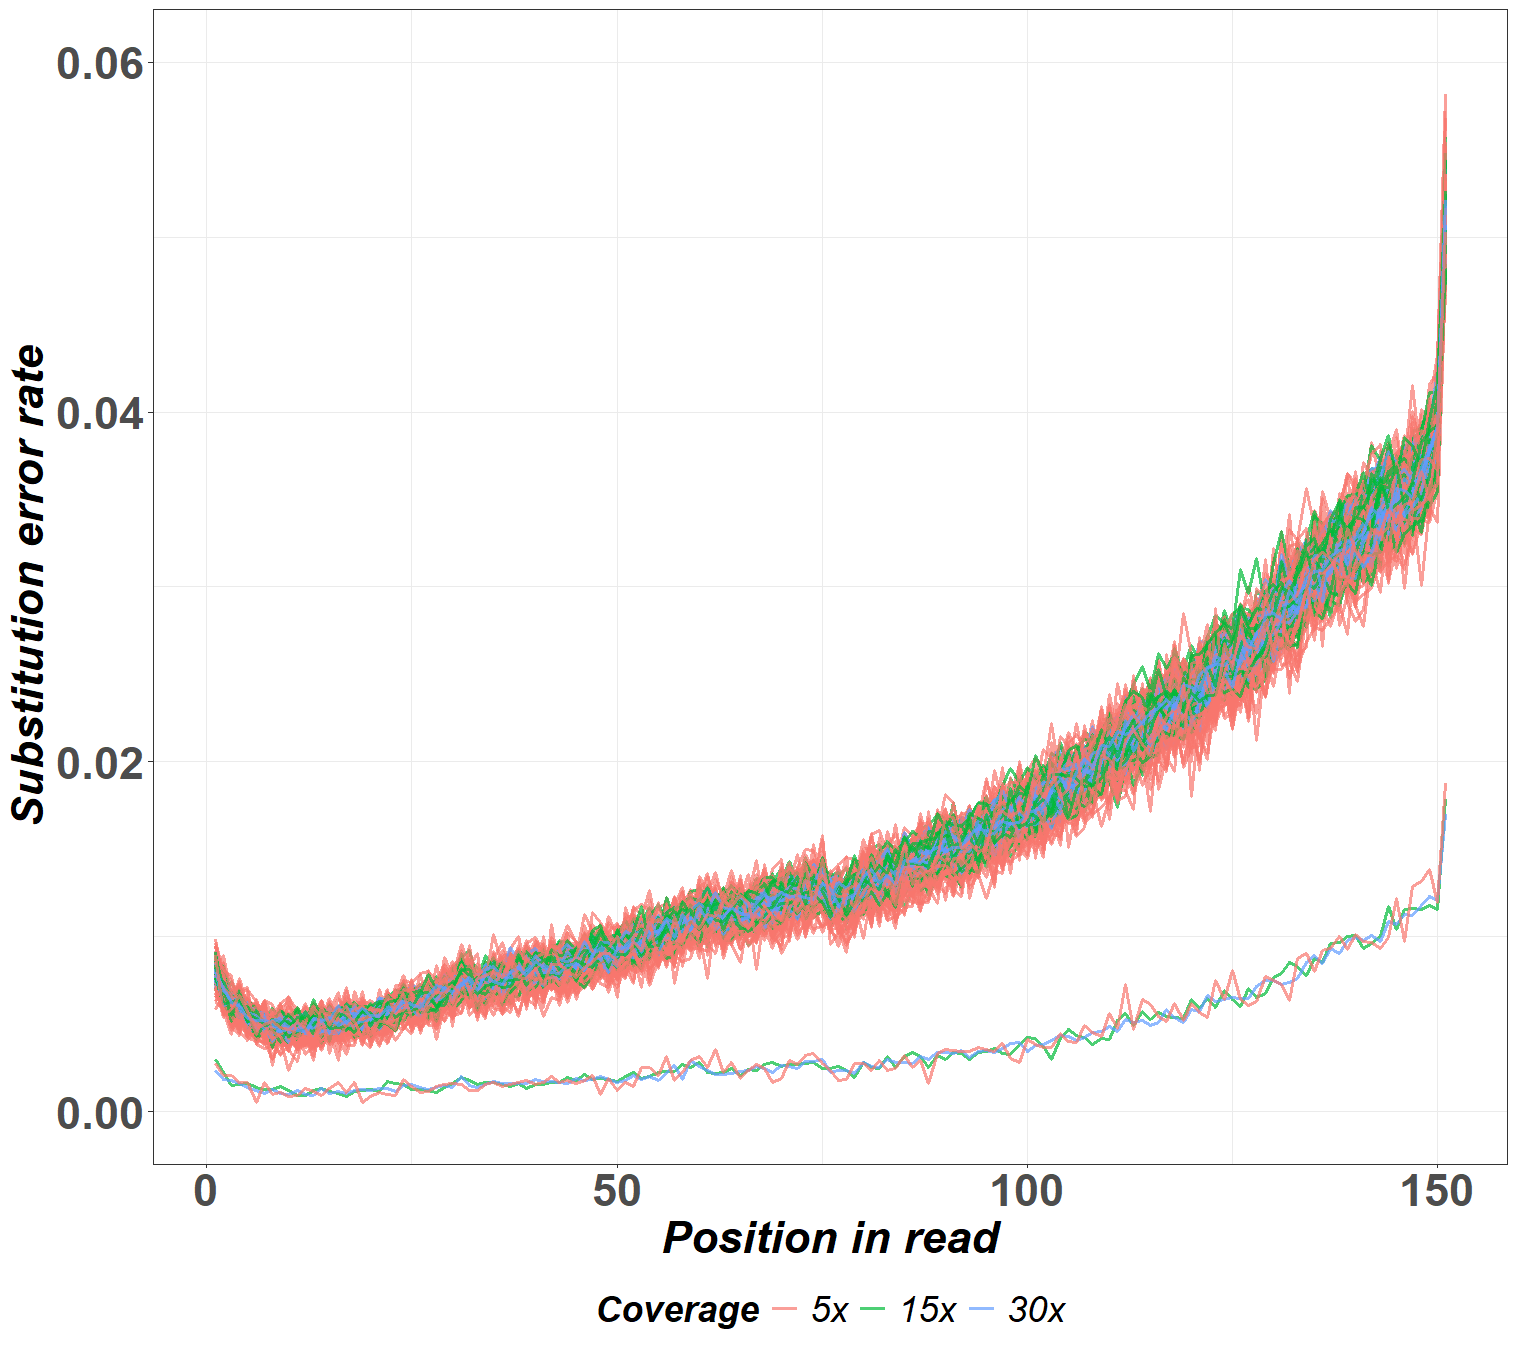 Substitution error rate
0.06
0.04
0.02
0.00
0 50 100 150
Position in read
Coverage 5x 15x 30x